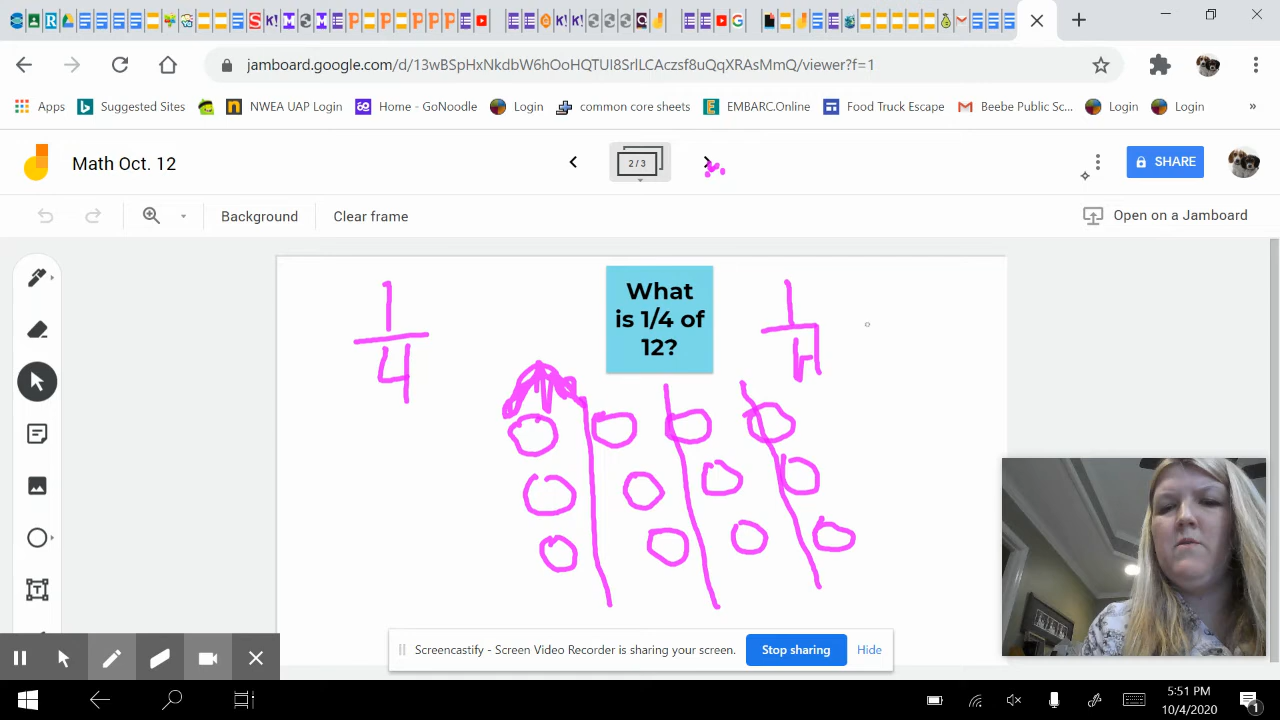 jamboard.google.com/d/13wBSpHxNkdbW6hOoHQTUl8SrlLCAczsf8uQqXRAsMmQ/viewer?f=1
Apps Suggested Sites NWEA UAP Login Home - GoNoodle Login common core sheets EMBARC.Online Food Truck Escape Beebe Public Sc... Login Login »
Math Oct. 12
2 / 3
SHARE
Background
Clear frame
Open on a Jamboard
1
4
What
is 1/4 of
12?
1
Screencastify - Screen Video Recorder is sharing your screen.
Stop sharing
Hide
5:51 PM
10/4/2020